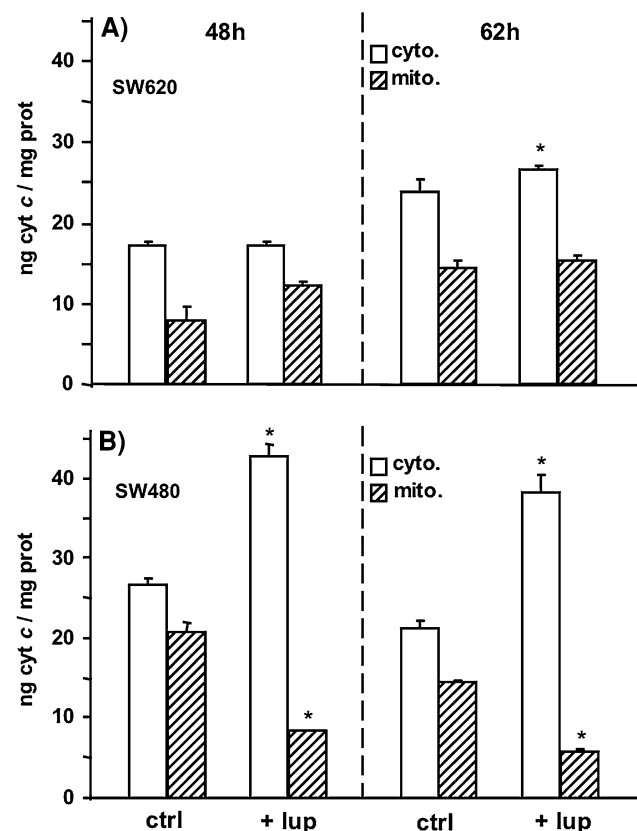 A)
48h
62h
cyto.
mito.
SW620
*
ng cyt c / mg prot
40
30
20
10
0
B)
cyto.
mito.
SW480
*
*
*
*
ng cyt c / mg prot
40
30
20
10
0
ctrl
+ lup
ctrl
+ lup